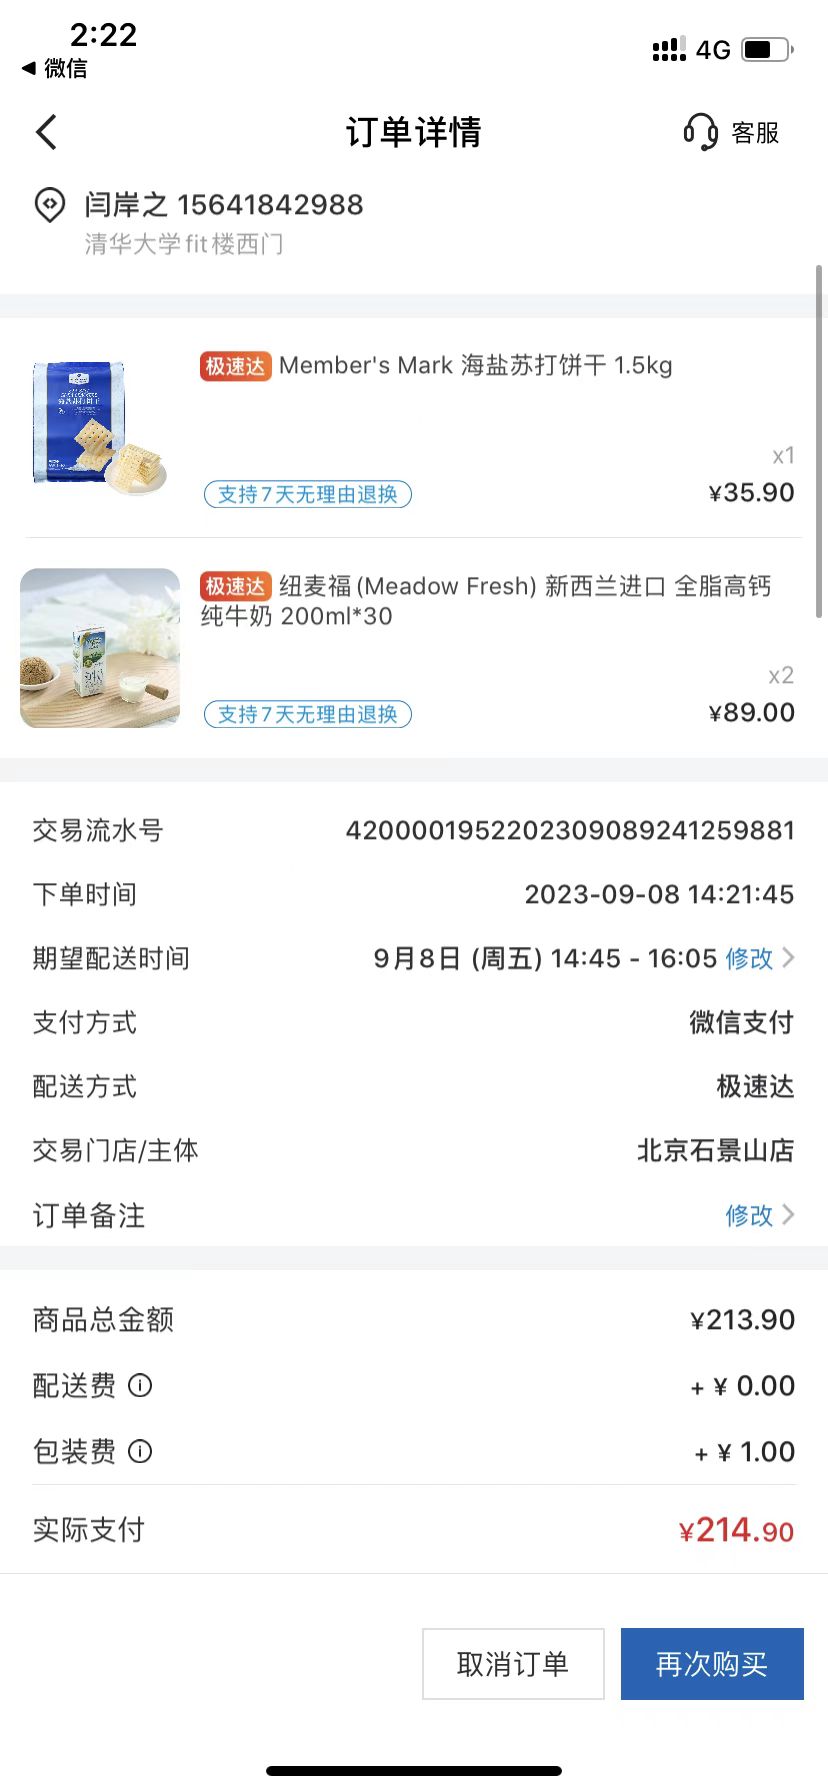 2:22
4G
微信
订单详情
客服
闫岸之 15641842988
清华大学fit楼西门
极速达 Member's Mark 海盐苏打饼干 1.5kg
x1
支持7天无理由退换
¥35.90
极速达 纽麦福(Meadow Fresh) 新西兰进口 全脂高钙
纯牛奶 200ml*30
x2
支持7天无理由退换
¥89.00
交易流水号 4200001952202309089241259881
下单时间 2023-09-08 14:21:45
期望配送时间 9月8日 (周五) 14:45 - 16:05 修改
支付方式 微信支付
配送方式 极速达
交易门店/主体 北京石景山店
订单备注 修改
商品总金额 ¥213.90
配送费 + ¥ 0.00
包装费 + ¥ 1.00
实际支付 ¥214.90
取消订单 再次购买